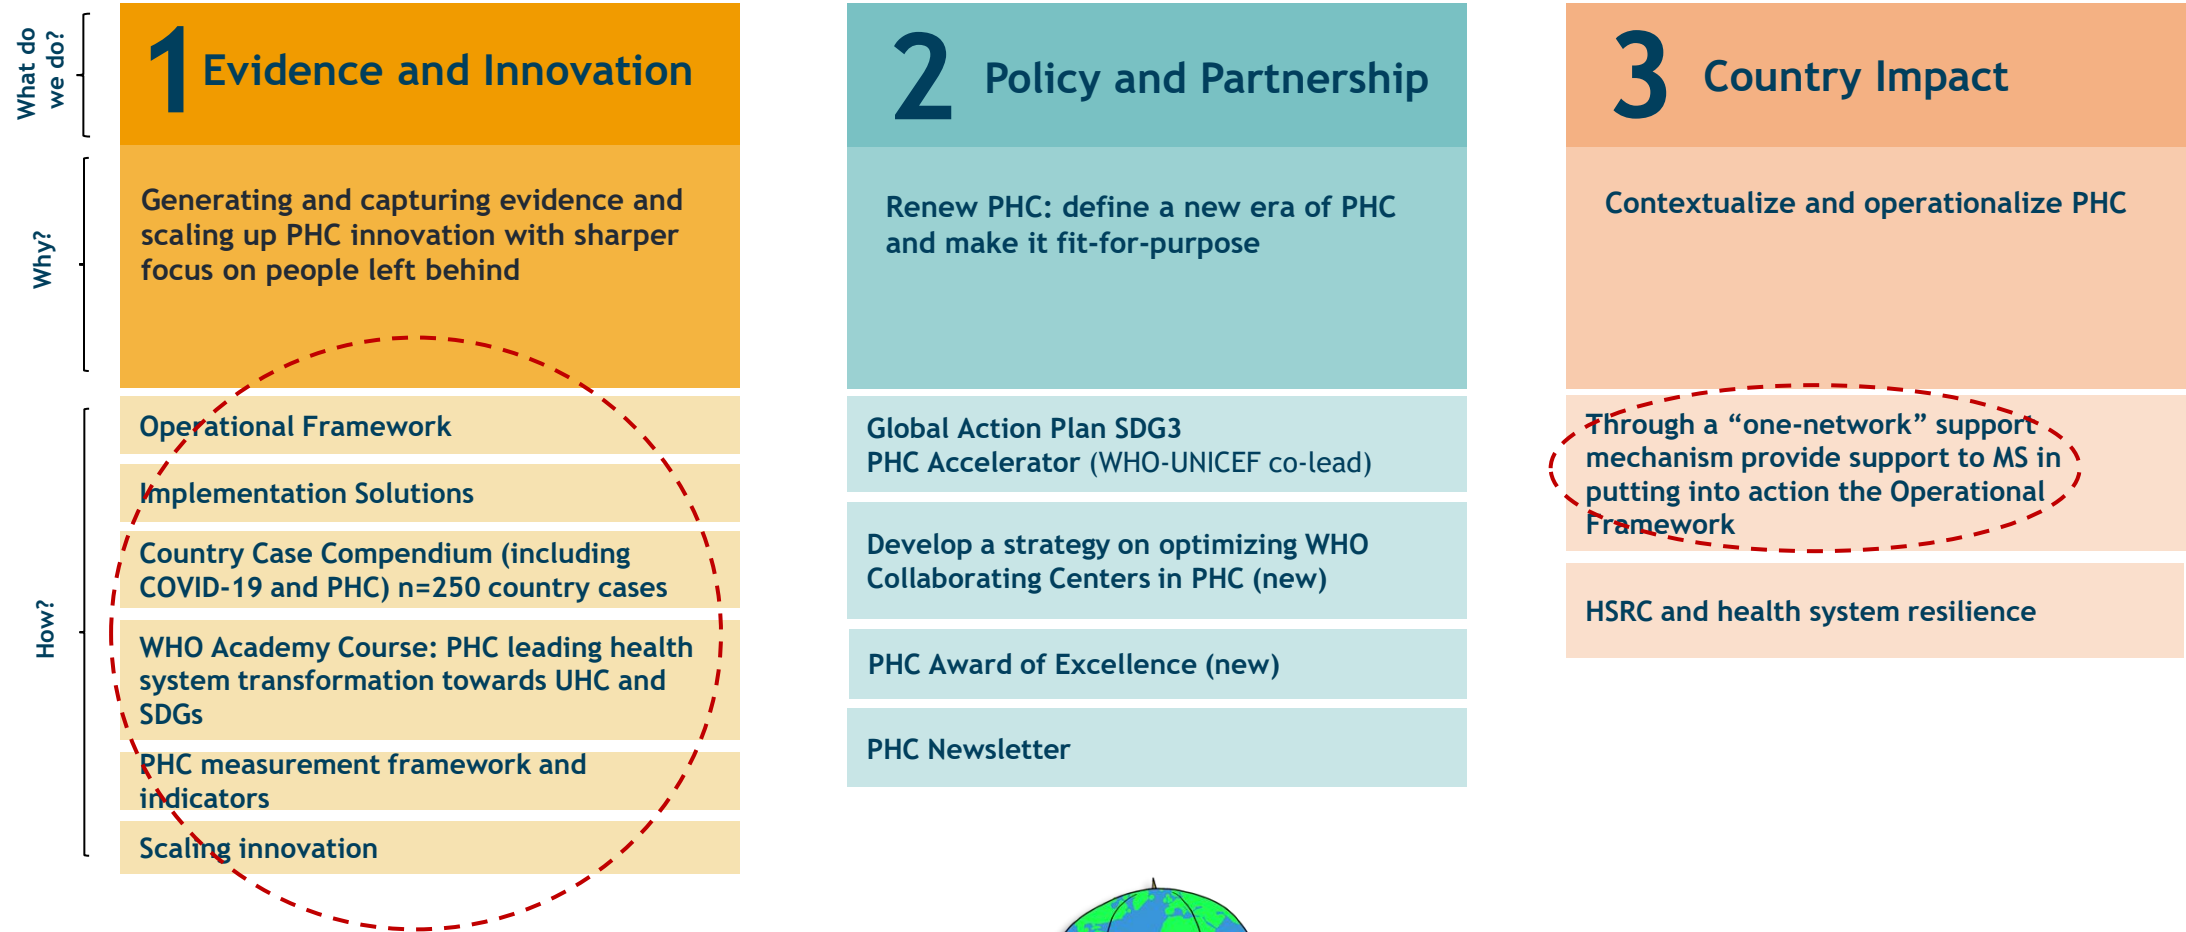 What do
we do?
1 Evidence and Innovation
2 Policy and Partnership
3 Country Impact
Why?
Generating and capturing evidence and
scaling up PHC innovation with sharper
focus on people left behind
Renew PHC: define a new era of PHC
and make it fit-for-purpose
Contextualize and operationalize PHC
How?
Operational Framework
Implementation Solutions
Country Case Compendium (including
COVID-19 and PHC) n=250 country cases
WHO Academy Course: PHC leading health
system transformation towards UHC and
SDGs
PHC measurement framework and
indicators
Scaling innovation
Global Action Plan SDG3
PHC Accelerator (WHO-UNICEF co-lead)
Develop a strategy on optimizing WHO
Collaborating Centers in PHC (new)
PHC Award of Excellence (new)
PHC Newsletter
Through a “one-network” support
mechanism provide support to MS in
putting into action the Operational
Framework
HSRC and health system resilience